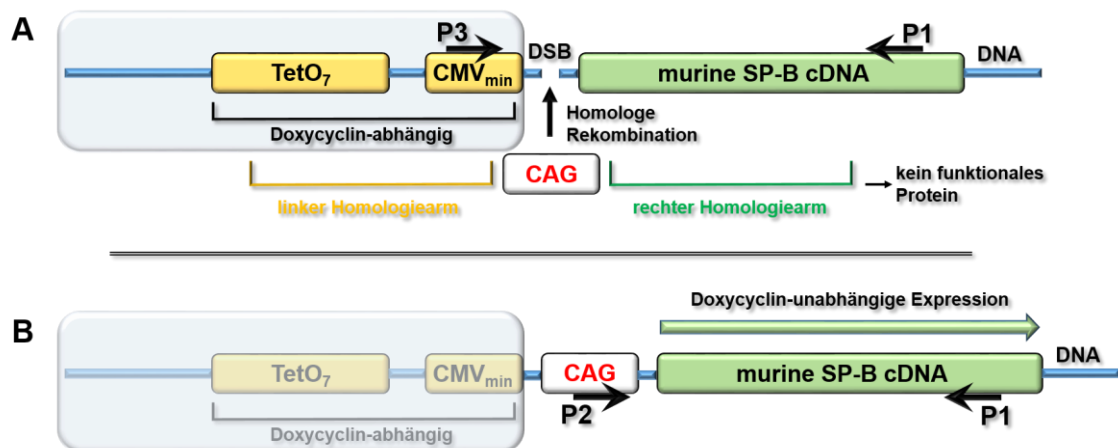 A
P3
P1
DSB
DNA
TetO7
CMVmin
murine SP-B cDNA
Doxycyclin-abhängig
Homologe
Rekombination
CAG
kein funktionales
Protein
linker Homologiearm
rechter Homologiearm
Doxycyclin-unabhängige Expression
B
DNA
TetO7
CMVmin
CAG
murine SP-B cDNA
P2
P1
Doxycyclin-abhängig